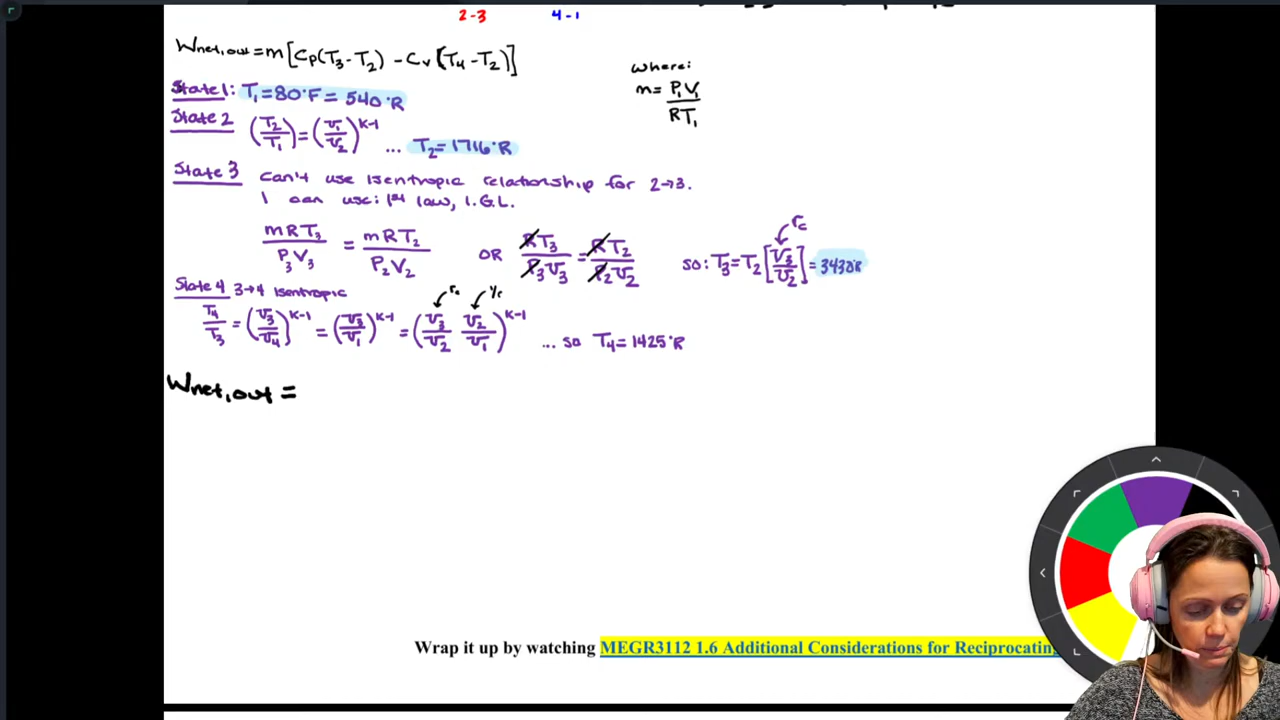 2-3 4-1
Wnet,out = m[Cp(T3-T2) - Cv[T4-T2)]
where:
m = P1V1/RT1
State 1: T1 = 80°F = 540°R
State 2 (T2/T1) = (v1/v2)^K-1 ... T2 = 1716°R
State 3 can't use isentropic relationship for 2→3.
I can use: 1st law, I.G.L.
mRT3/P3V3 = mRT2/P2V2 OR RT3/P3v3 = RT2/P2v2 so: T3 = T2[v3/v2] = 3430°R
rc
State 4 3→4 isentropic
rc 1/r
T4/T3 = (v3/v4)^K-1 = (v3/v1)^K-1 = (v3/v2 v2/v1)^K-1 ... so T4 = 1425°R
Wnet,out =
Wrap it up by watching MEGR3112 1.6 Additional Considerations for Reciprocating